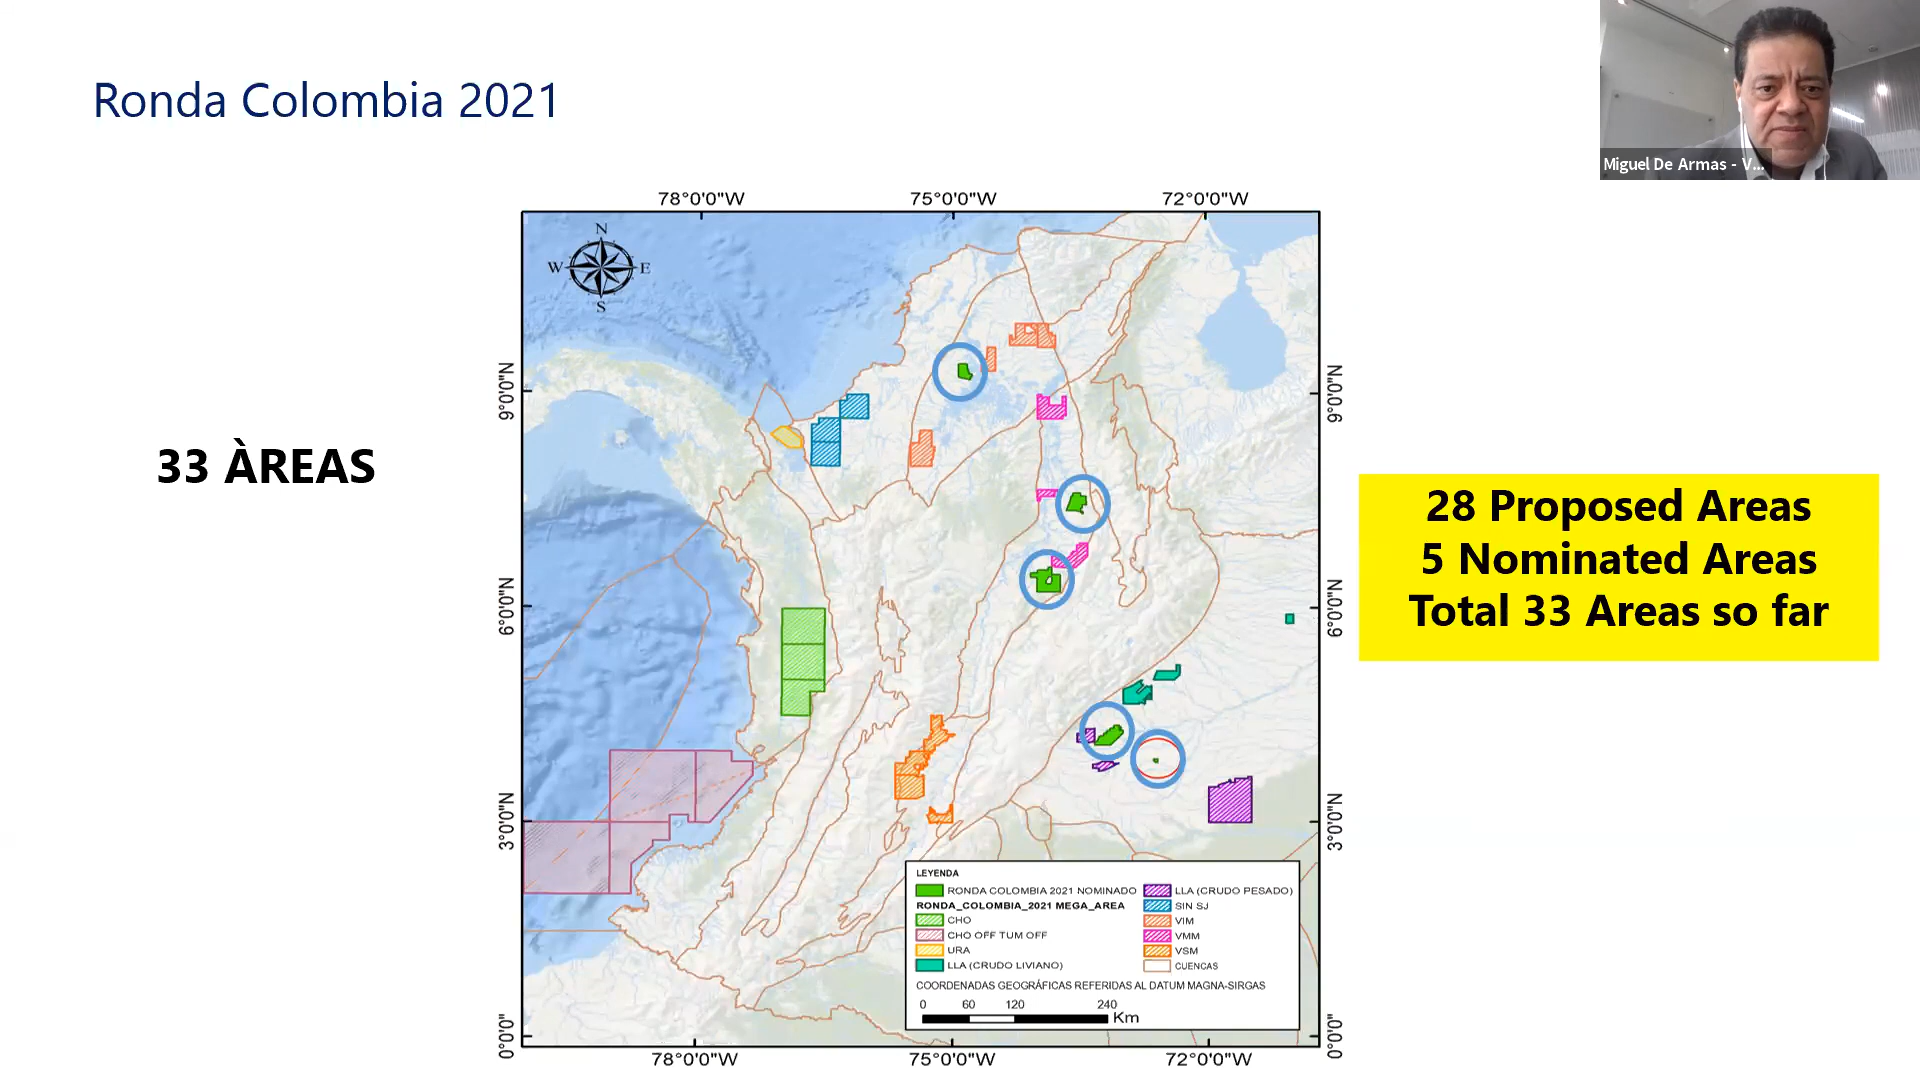 Ronda Colombia 2021
Miguel De Armas - V...
33 ÀREAS
28 Proposed Areas
5 Nominated Areas
Total 33 Areas so far
78°0'0"W 75°0'0"W 72°0'0"W
N
W E
S
9°0'0"N 9°0'0"N
6°0'0"N 6°0'0"N
3°0'0"N 3°0'0"N
0°0'0" 0°0'0"
LEYENDA
RONDA COLOMBIA 2021 NOMINADO
RONDA_COLOMBIA_2021 MEGA_AREA
CHO
CHO OFF TUM OFF
URA
LLA (CRUDO LIVIANO)
LLA (CRUDO PESADO)
SIN SJ
VIM
VMM
VSM
CUENCAS
COORDENADAS GEOGRÁFICAS REFERIDAS AL DATUM MAGNA-SIRGAS
0 60 120 240
Km
78°0'0"W 75°0'0"W 72°0'0"W